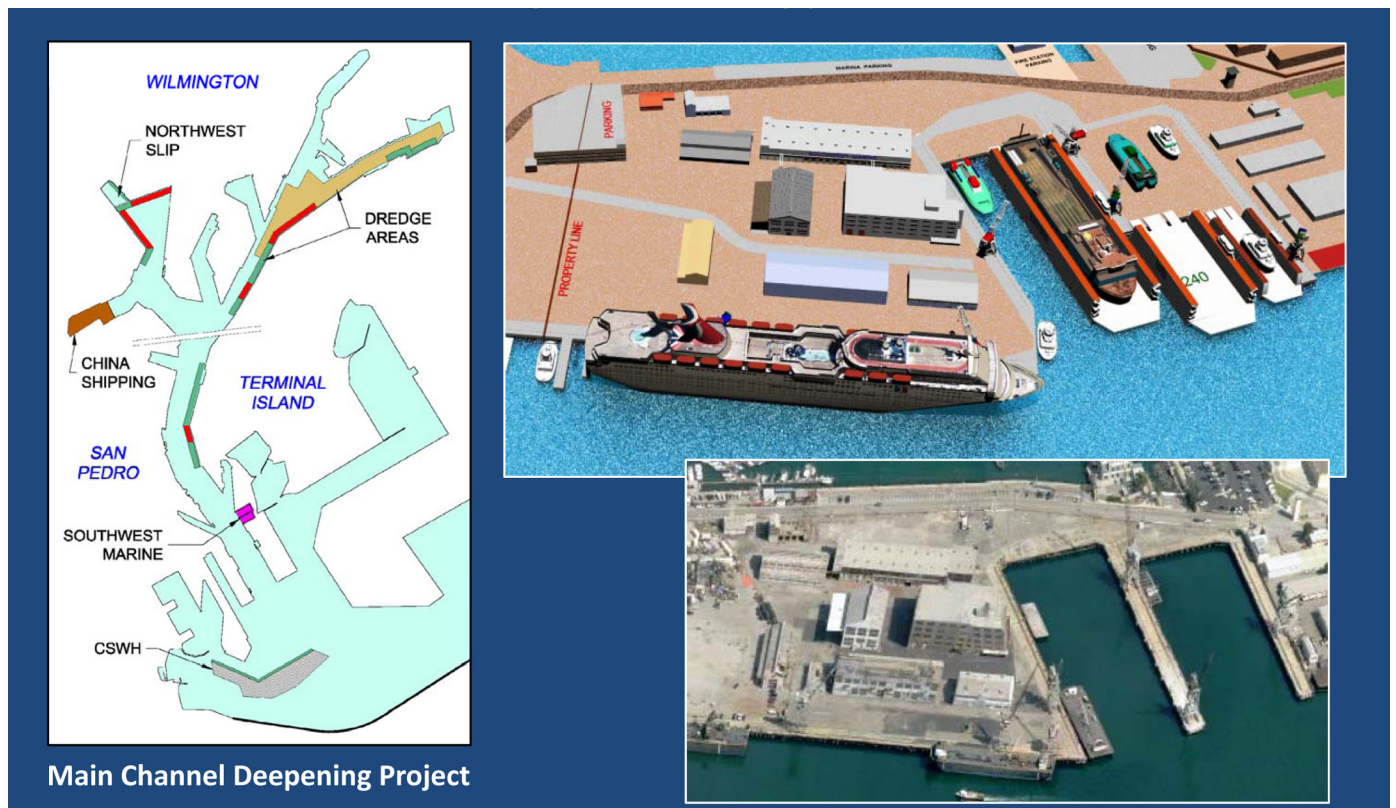 WILMINGTON
NORTHWEST
SLIP
DREDGE
AREAS
CHINA
SHIPPING
TERMINAL
ISLAND
SAN
PEDRO
SOUTHWEST
MARINE
CSWH
Main Channel Deepening Project
MARINA PARKING
FIRE STATION
PARKING
PARKING
PROPERTY LINE
240